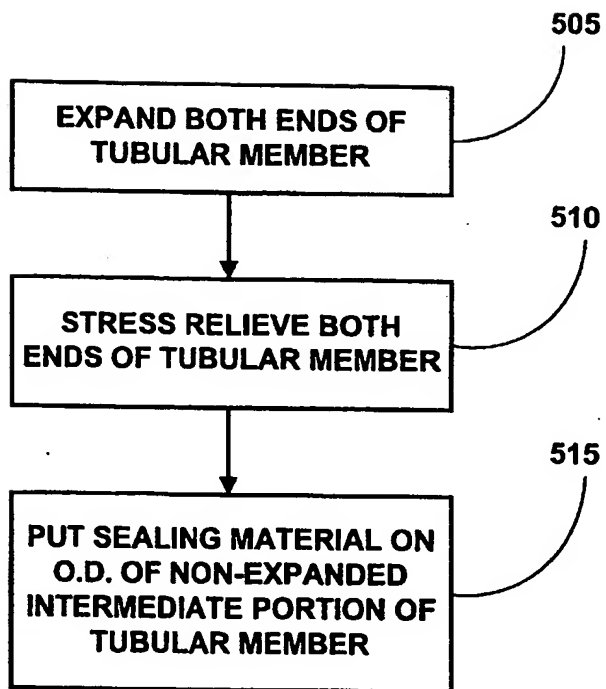 505
EXPAND BOTH ENDS OF
TUBULAR MEMBER
510
STRESS RELIEVE BOTH
ENDS OF TUBULAR MEMBER
515
PUT SEALING MATERIAL ON
O.D. OF NON-EXPANDED
INTERMEDIATE PORTION OF
TUBULAR MEMBER